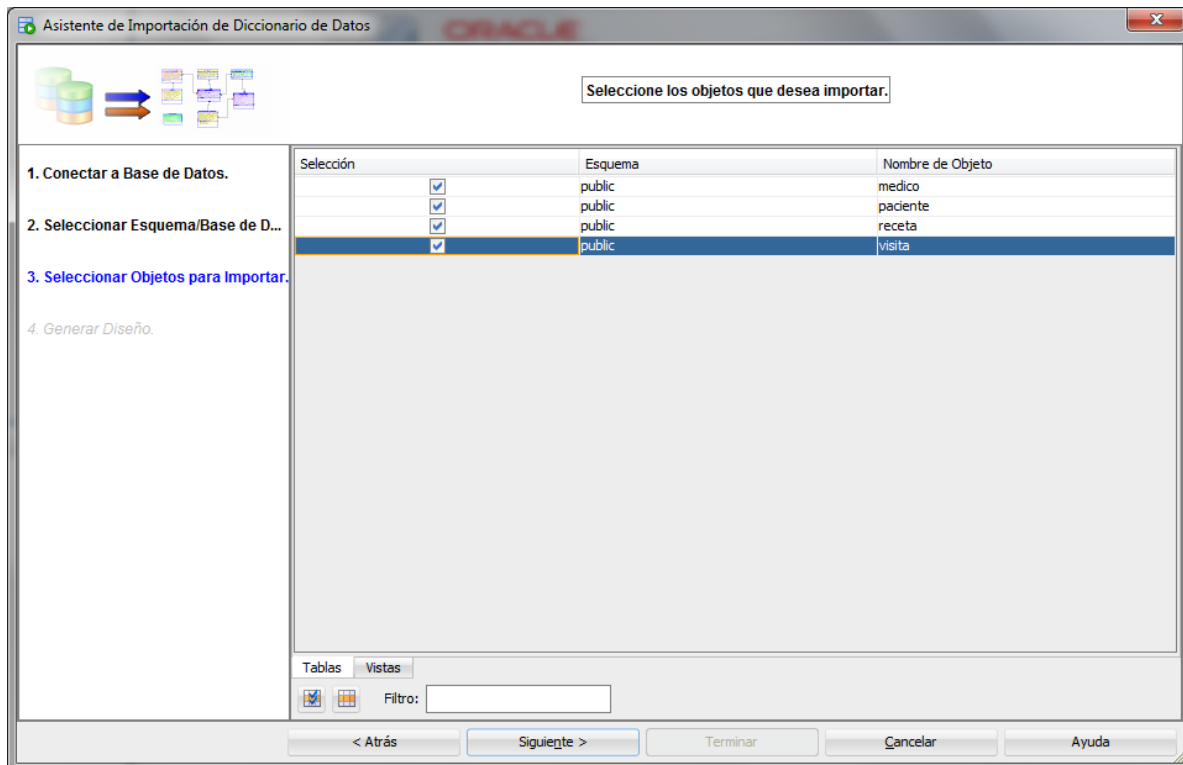 Asistente de Importación de Diccionario de Datos
ORACLE
Seleccione los objetos que desea importar.
1. Conectar a Base de Datos.
2. Seleccionar Esquema/Base de D...
3. Seleccionar Objetos para Importar.
4. Generar Diseño.
Selección Esquema Nombre de Objeto
public medico
public paciente
public receta
public visita
Tablas Vistas
Filtro:
< Atrás Siguiente > Terminar Cancelar Ayuda